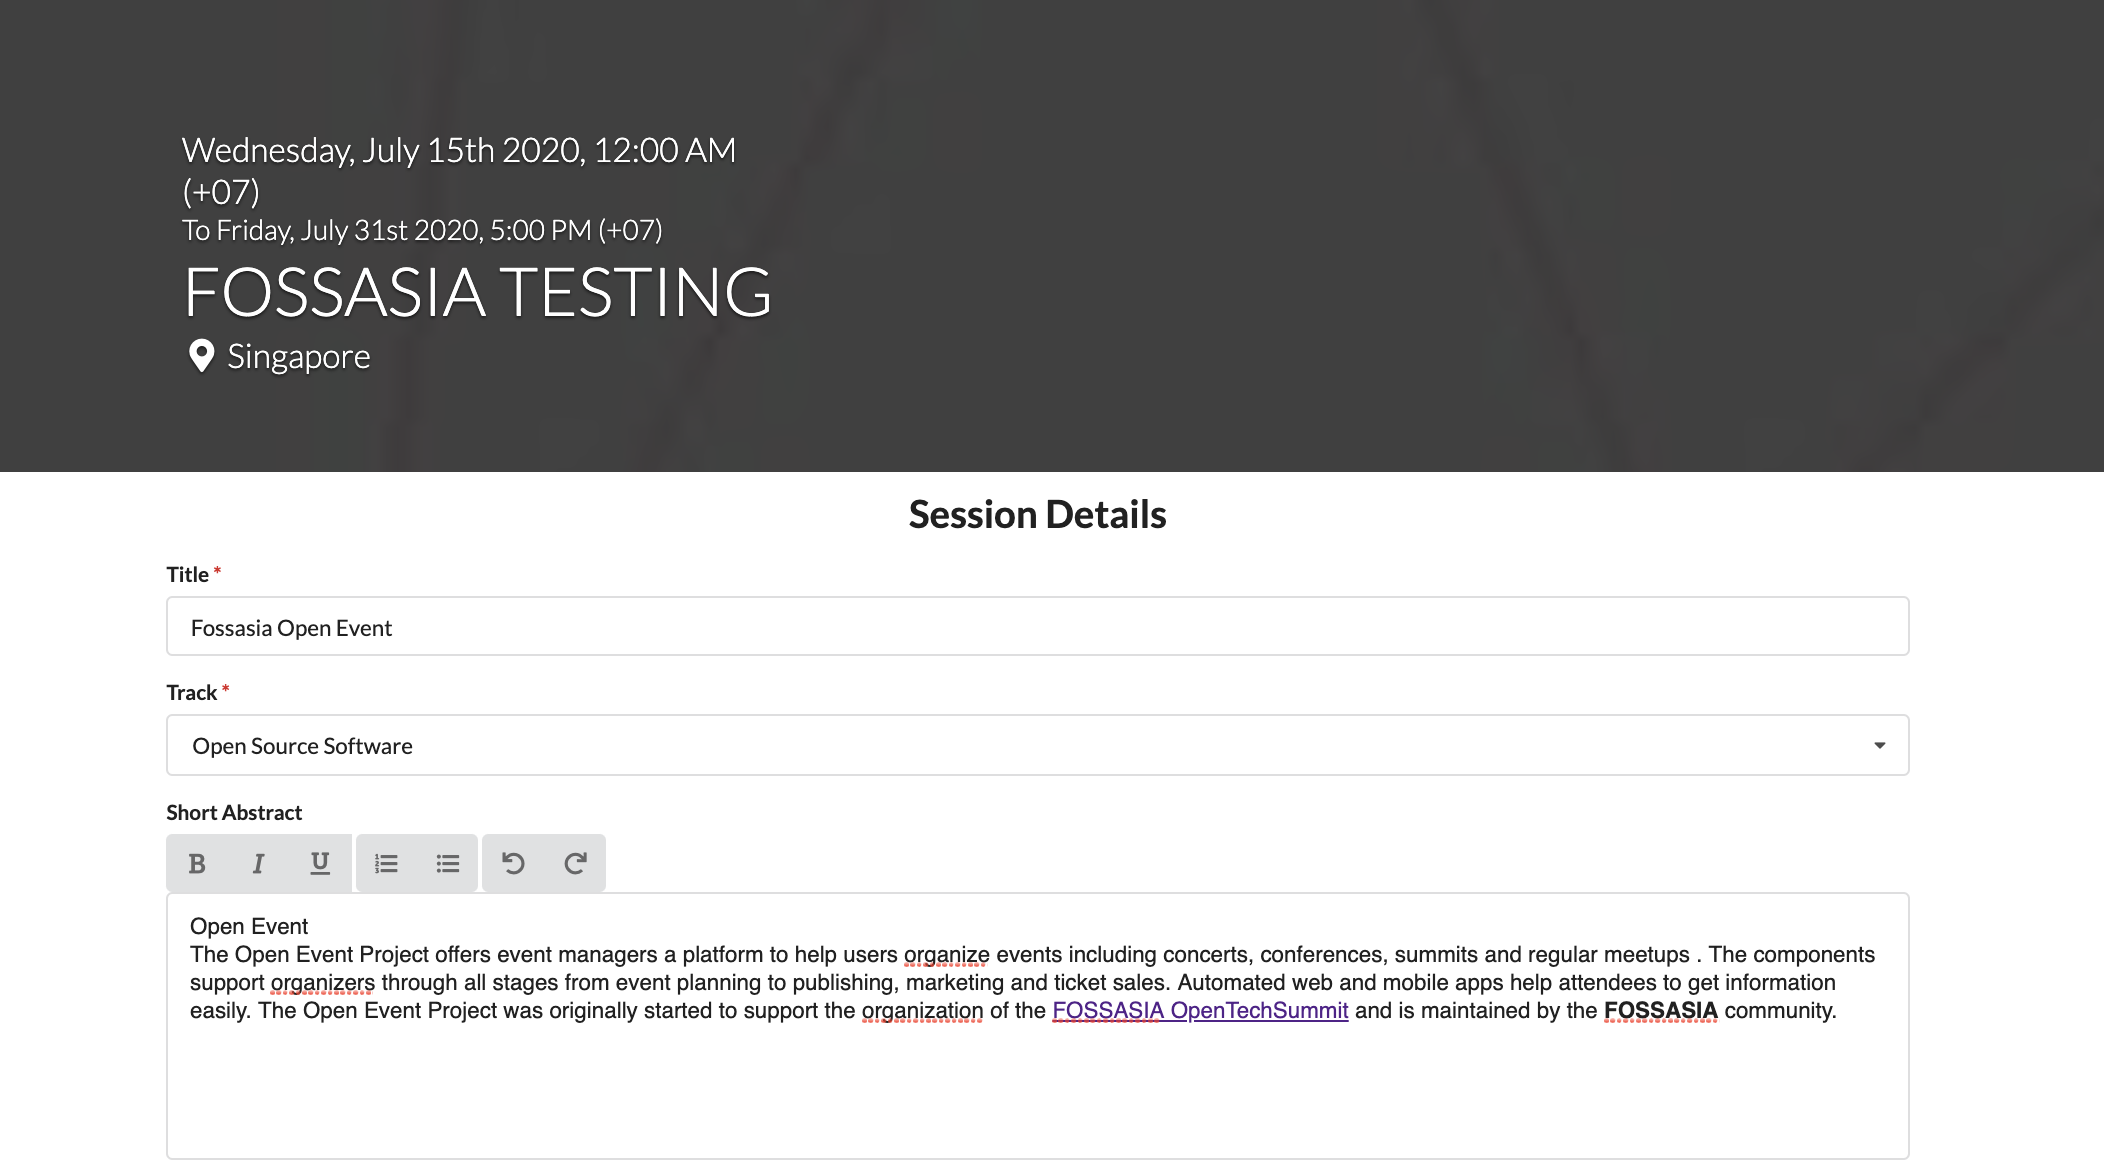 Wednesday, July 15th 2020, 12:00 AM
(+07)
To Friday, July 31st 2020, 5:00 PM (+07)
FOSSASIA TESTING
Singapore
Session Details
Title *
Fossasia Open Event
Track *
Open Source Software
Short Abstract
B I U
Open Event
The Open Event Project offers event managers a platform to help users organize events including concerts, conferences, summits and regular meetups . The components
support organizers through all stages from event planning to publishing, marketing and ticket sales. Automated web and mobile apps help attendees to get information
easily. The Open Event Project was originally started to support the organization of the FOSSASIA OpenTechSummit and is maintained by the FOSSASIA community.